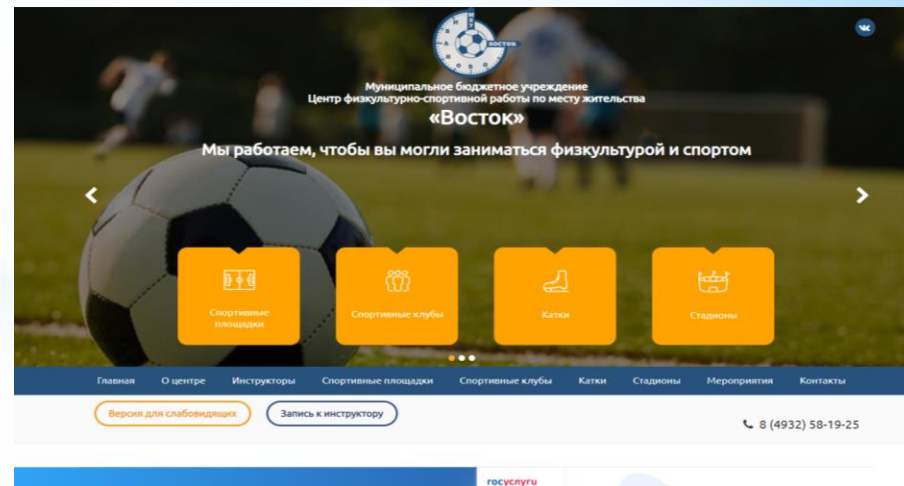 ВОСТОК
Муниципальное бюджетное учреждение
Центр физкультурно-спортивной работы по месту жительства
«Восток»
Мы работаем, чтобы вы могли заниматься физкультурой и спортом
Спортивные
площадки
Спортивные клубы
Катки
Стадионы
Главная О центре Инструкторы Спортивные площадки Спортивные клубы Катки Стадионы Мероприятия Контакты
Версия для слабовидящих Запись к инструктору
8 (4932) 58-19-25
госуслуги